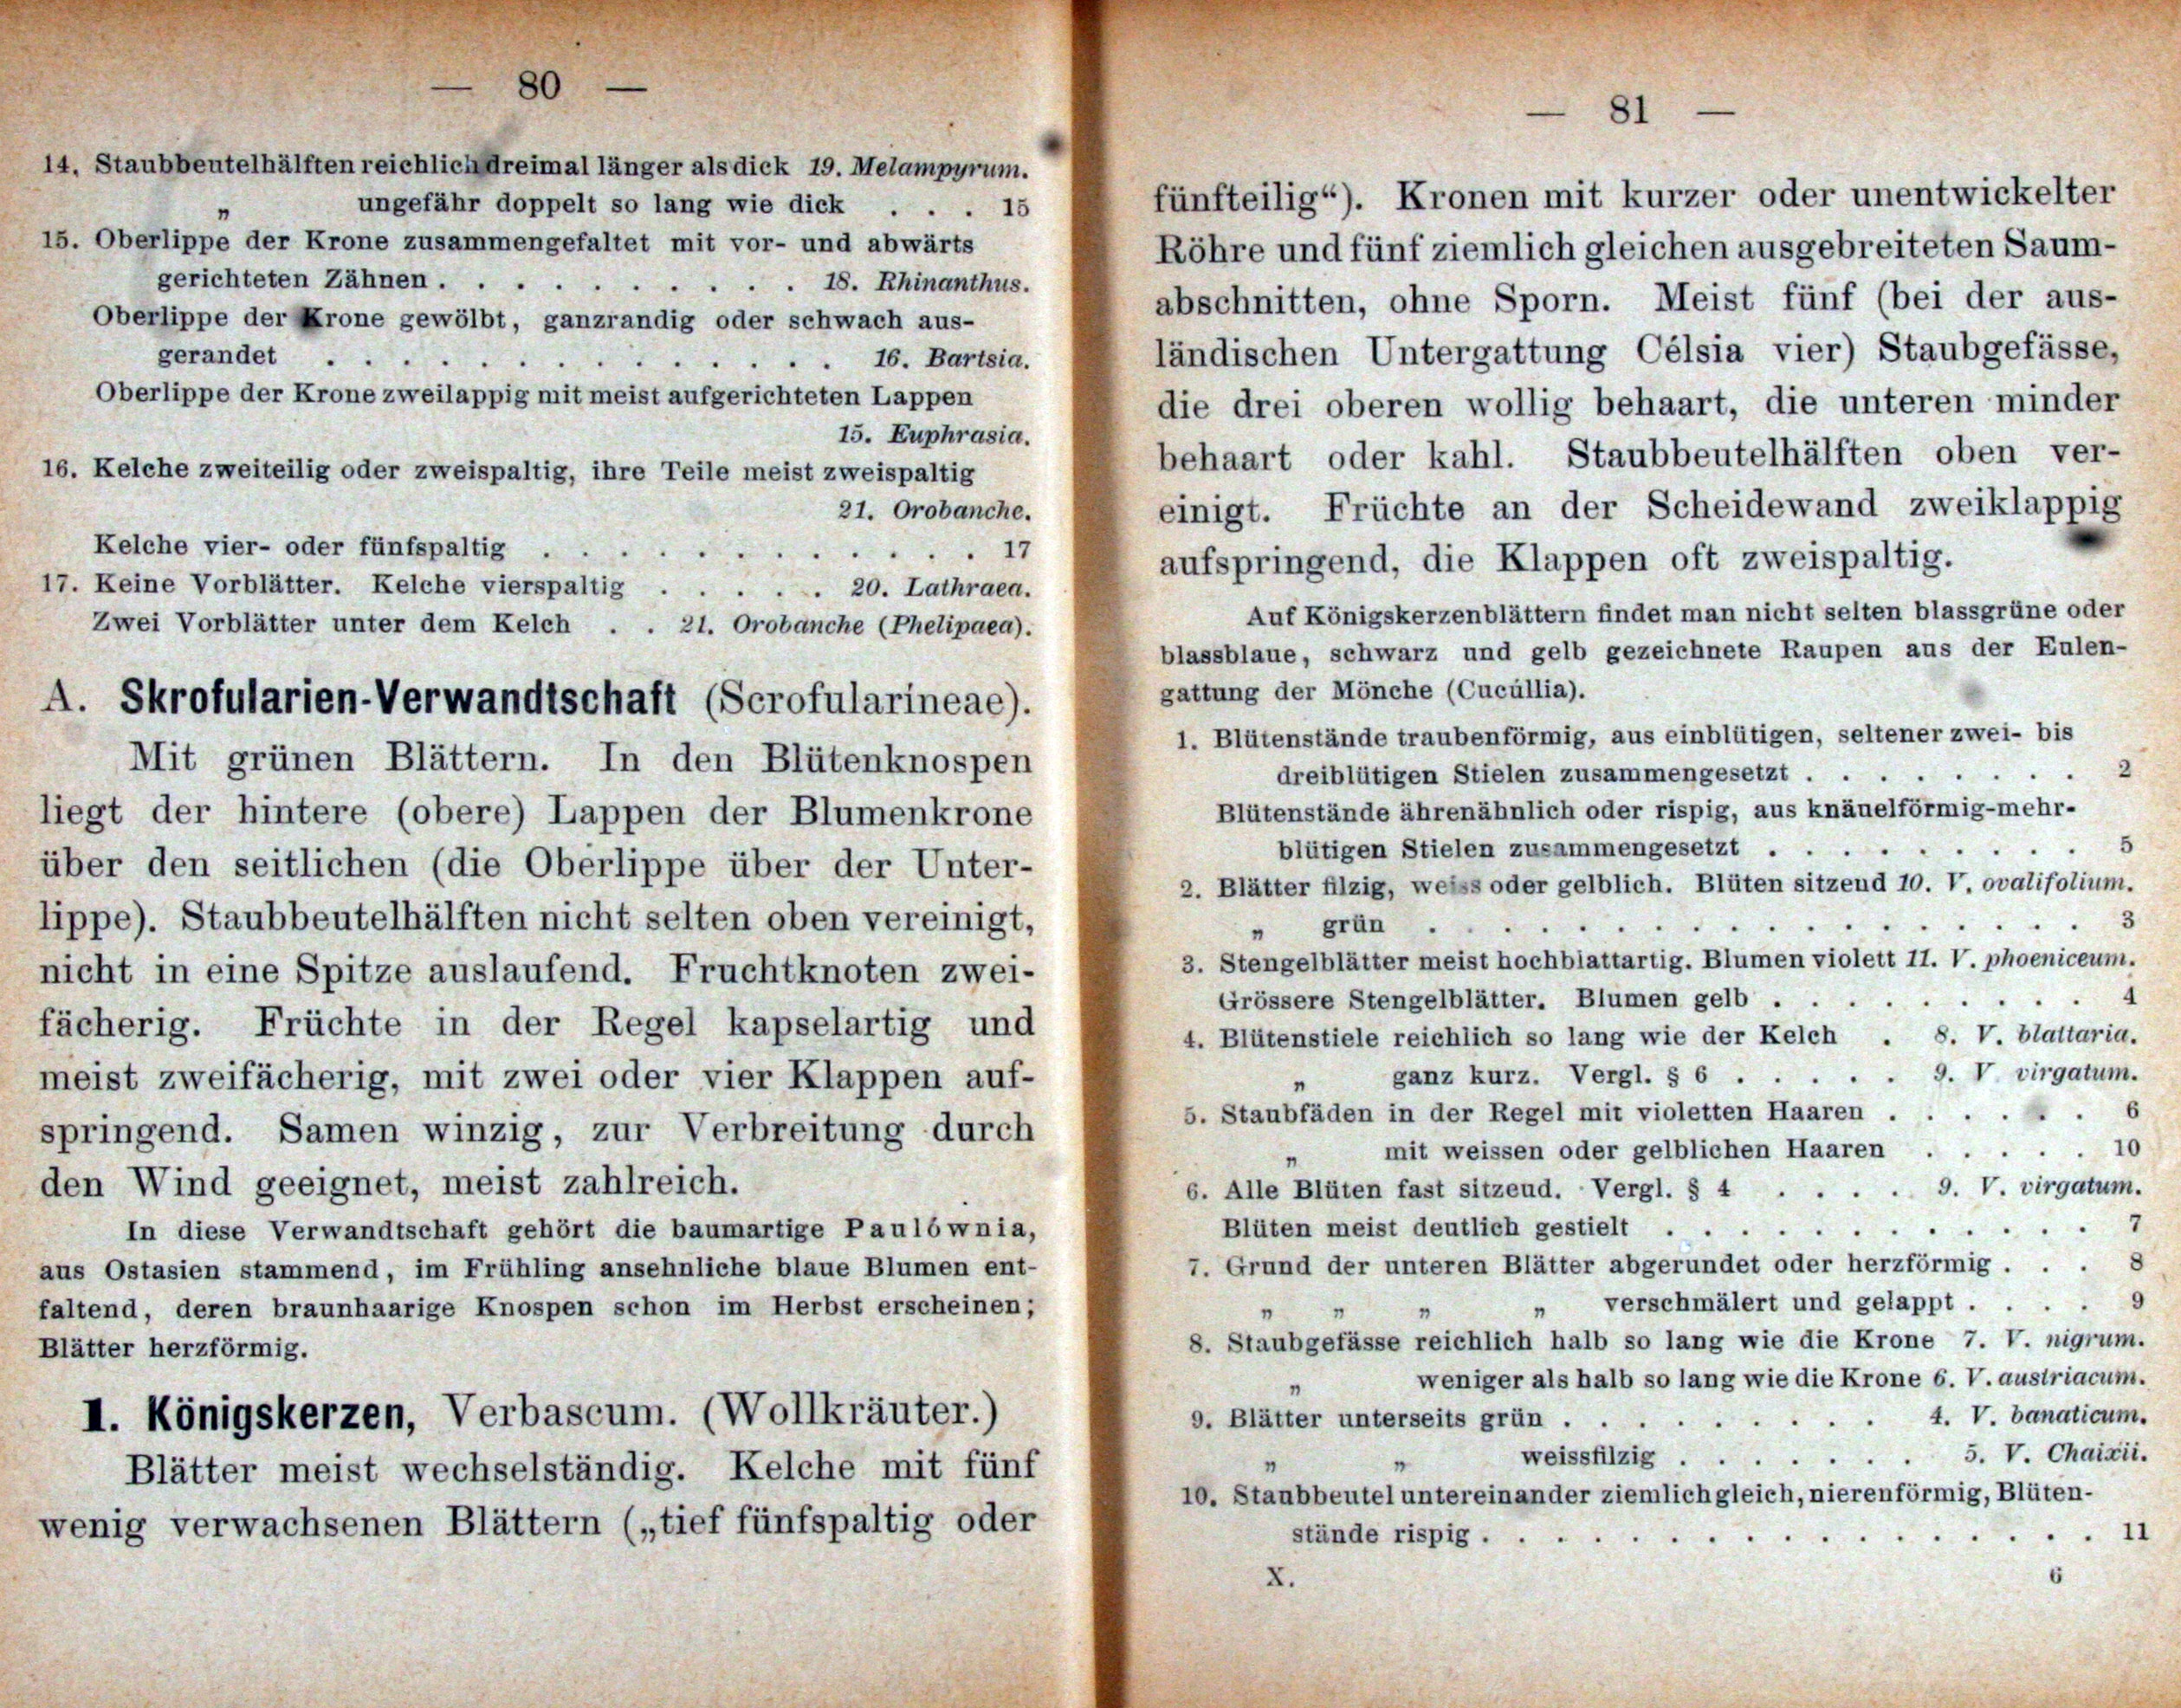 — 80 —
14. Staubbeutelhälften reichlich dreimal länger als dick 19. Melampyrum.
„ ungefähr doppelt so lang wie dick . . . 15
15. Oberlippe der Krone zusammengefaltet mit vor- und abwärts
gerichteten Zähnen . . . . . . . . . . 18. Rhinanthus.
Oberlippe der Krone gewölbt, ganzrandig oder schwach aus-
gerandet . . . . . . . . . . . . . . 16. Bartsia.
Oberlippe der Krone zweilappig mit meist aufgerichteten Lappen
15. Euphrasia.
16. Kelche zweiteilig oder zweispaltig, ihre Teile meist zweispaltig
21. Orobanche.
Kelche vier- oder fünfspaltig . . . . . . . . . . . . 17
17. Keine Vorblätter. Kelche vierspaltig . . . . . 20. Lathraea.
Zwei Vorblätter unter dem Kelch . . 21. Orobanche (Phelipaea).
A. Skrofularien-Verwandtschaft (Scrofularineae).
Mit grünen Blättern. In den Blütenknospen
liegt der hintere (obere) Lappen der Blumenkrone
über den seitlichen (die Oberlippe über der Unter-
lippe). Staubbeutelhälften nicht selten oben vereinigt,
nicht in eine Spitze auslaufend. Fruchtknoten zwei-
fächerig. Früchte in der Regel kapselartig und
meist zweifächerig, mit zwei oder vier Klappen auf-
springend. Samen winzig, zur Verbreitung durch
den Wind geeignet, meist zahlreich.
In diese Verwandtschaft gehört die baumartige Paulównia,
aus Ostasien stammend, im Frühling ansehnliche blaue Blumen ent-
faltend, deren braunhaarige Knospen schon im Herbst erscheinen;
Blätter herzförmig.
I. Königskerzen, Verbascum. (Wollkräuter.)
Blätter meist wechselständig. Kelche mit fünf
wenig verwachsenen Blättern („tief fünfspaltig oder
— 81 —
fünfteilig“). Kronen mit kurzer oder unentwickelter
Röhre und fünf ziemlich gleichen ausgebreiteten Saum-
abschnitten, ohne Sporn. Meist fünf (bei der aus-
ländischen Untergattung Célsia vier) Staubgefässe,
die drei oberen wollig behaart, die unteren minder
behaart oder kahl. Staubbeutelhälften oben ver-
einigt. Früchte an der Scheidewand zweiklappig
aufspringend, die Klappen oft zweispaltig.
Auf Königskerzenblättern findet man nicht selten blassgrüne oder
blassblaue, schwarz und gelb gezeichnete Raupen aus der Eulen-
gattung der Mönche (Cucúllia).
1. Blütenstände traubenförmig, aus einblütigen, seltener zwei- bis
dreiblütigen Stielen zusammengesetzt . . . . . . . . 2
Blütenstände ährenähnlich oder rispig, aus knäuelförmig-mehr-
blütigen Stielen zusammengesetzt . . . . . . . . . 5
2. Blätter filzig, weiss oder gelblich. Blüten sitzend 10. V. ovalifolium.
„ grün . . . . . . . . . . . . . . . . . . 3
3. Stengelblätter meist hochblattartig. Blumen violett 11. V. phoeniceum.
Grössere Stengelblätter. Blumen gelb . . . . . . . . . 4
4. Blütenstiele reichlich so lang wie der Kelch . 8. V. blattaria.
„ ganz kurz. Vergl. § 6 . . . . . 9. V. virgatum.
5. Staubfäden in der Regel mit violetten Haaren . . . . . . 6
„ mit weissen oder gelblichen Haaren . . . . . 10
6. Alle Blüten fast sitzend. Vergl. § 4 . . . . 9. V. virgatum.
Blüten meist deutlich gestielt . . . . . . . . . . . . 7
7. Grund der unteren Blätter abgerundet oder herzförmig . . . 8
„ „ „ „ verschmälert und gelappt . . . . 9
8. Staubgefässe reichlich halb so lang wie die Krone 7. V. nigrum.
„ weniger als halb so lang wie die Krone 6. V. austriacum.
9. Blätter unterseits grün . . . . . . . . . 4. V. banaticum.
„ „ weissfilzig . . . . . . . 5. V. Chaixii.
10. Staubbeutel untereinander ziemlich gleich, nierenförmig, Blüten-
stände rispig . . . . . . . . . . . . . . . . . 11
X. 6